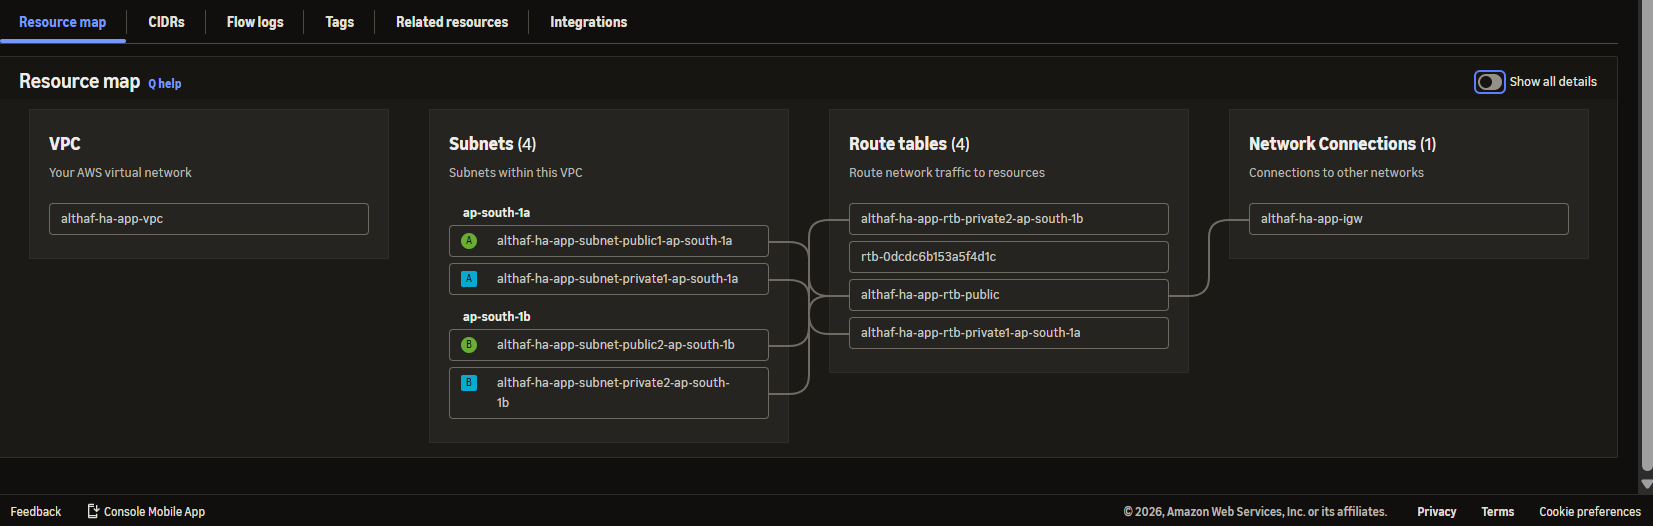 Resource map
CIDRs
Flow logs
Tags
Related resources
Integrations
Resource map Q help
Show all details
VPC
Your AWS virtual network
althaf-ha-app-vpc
Subnets (4)
Subnets within this VPC
ap-south-1a
A althaf-ha-app-subnet-public1-ap-south-1a
A althaf-ha-app-subnet-private1-ap-south-1a
ap-south-1b
B althaf-ha-app-subnet-public2-ap-south-1b
B althaf-ha-app-subnet-private2-ap-south-
1b
Route tables (4)
Route network traffic to resources
althaf-ha-app-rtb-private2-ap-south-1b
rtb-0dcdc6b153a5f4d1c
althaf-ha-app-rtb-public
althaf-ha-app-rtb-private1-ap-south-1a
Network Connections (1)
Connections to other networks
althaf-ha-app-igw
Feedback
Console Mobile App
© 2026, Amazon Web Services, Inc. or its affiliates.
Privacy
Terms
Cookie preferences